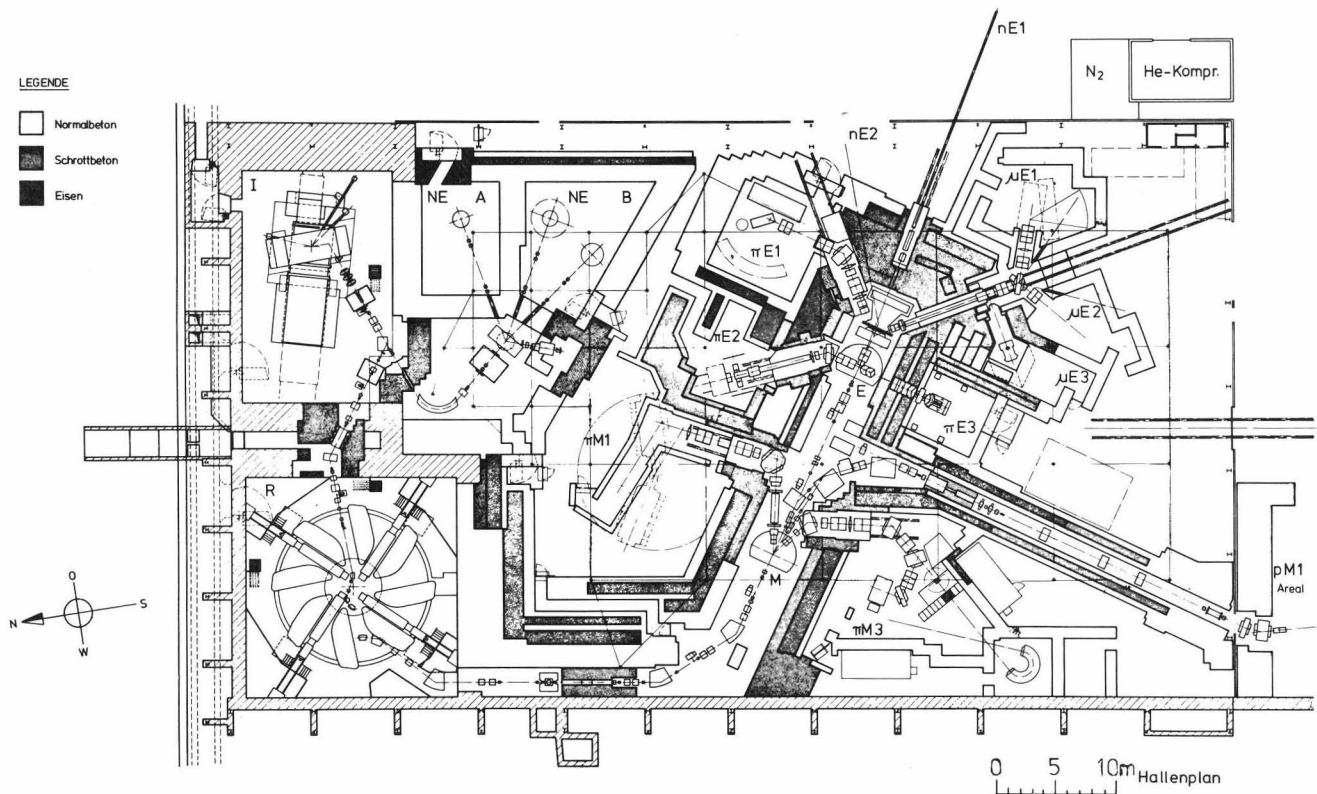 LEGENDE
Normalbeton
Schrottbeton
Eisen
nE1
N2
He-Kompr.
nE2
µE1
I
NE A
NE B
πE1
πE2
µE2
E
µE3
πM1
πE3
R
M
pM1
Areal
πM3
O
N
S
W
0 5 10m
Hallenplan